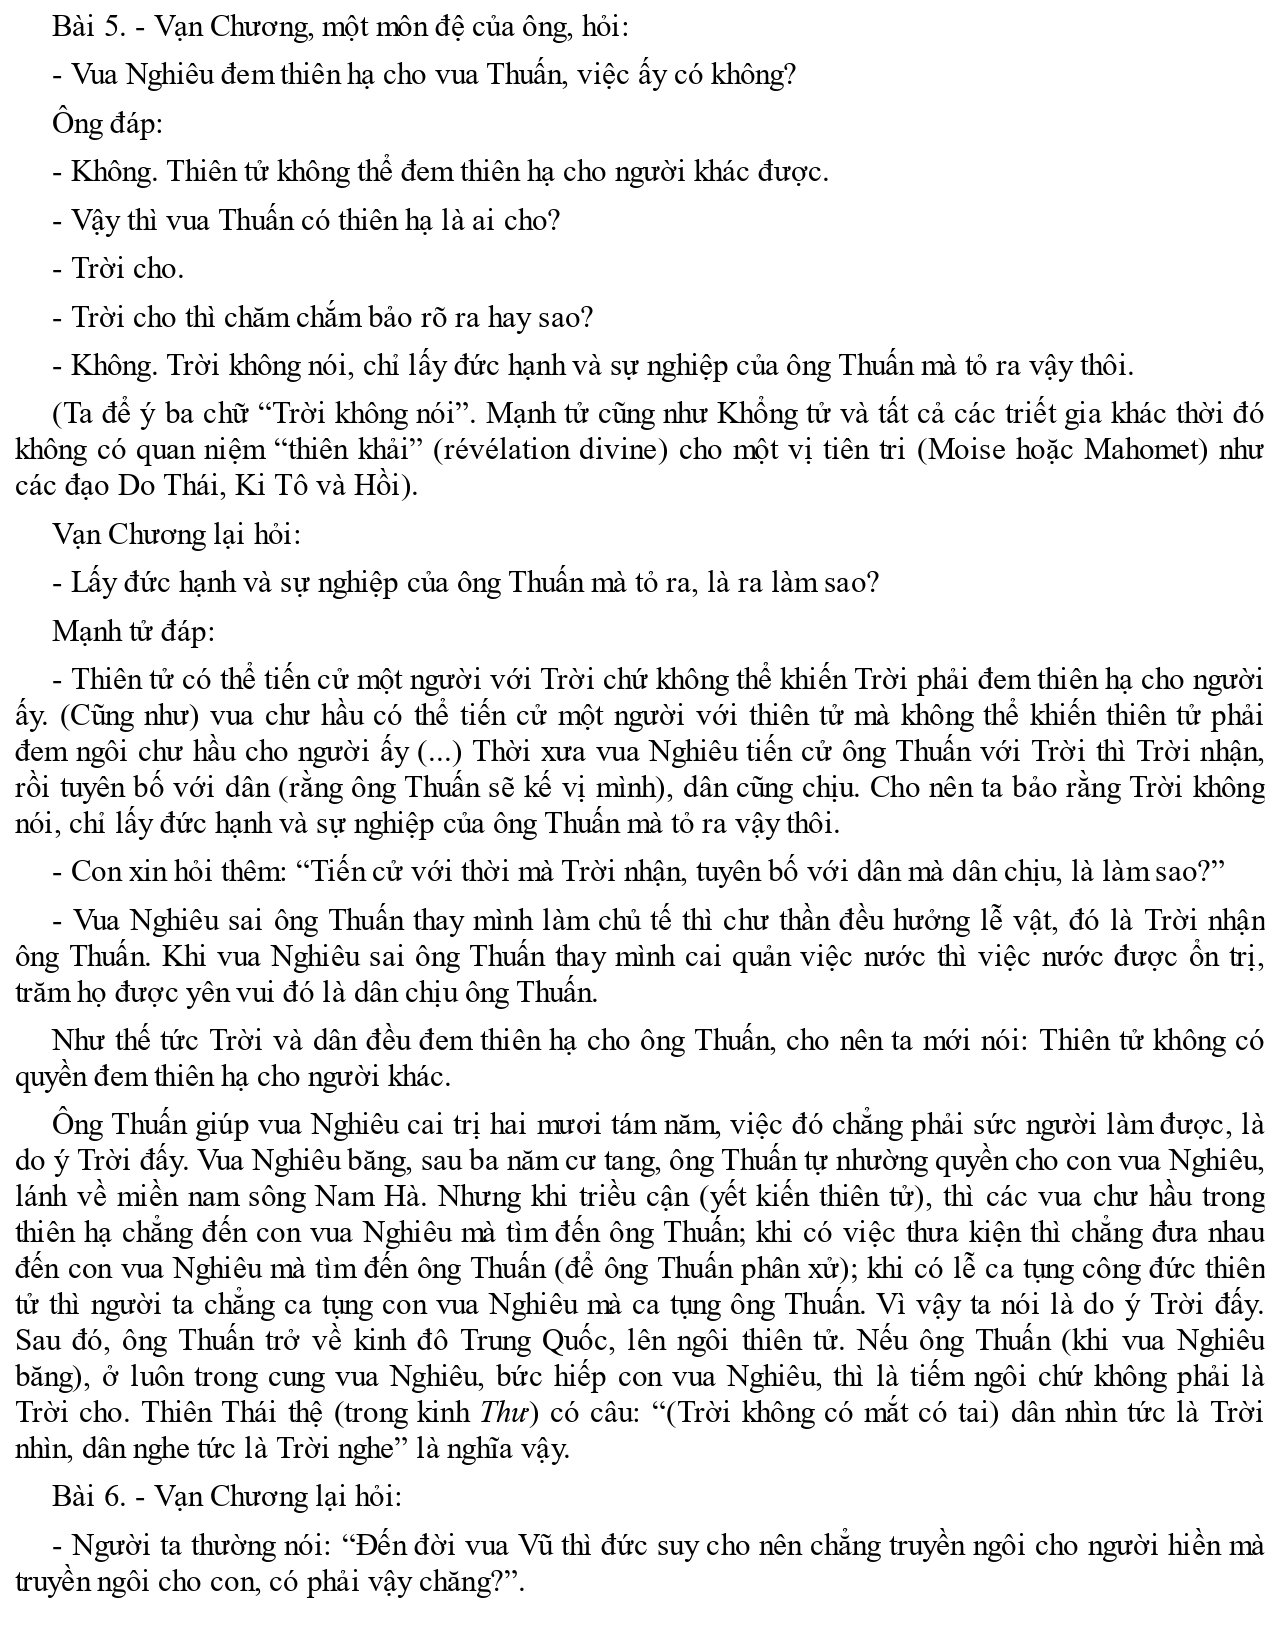 Bài 5. - Vạn Chương, một môn đệ của ông, hỏi:
- Vua Nghiêu đem thiên hạ cho vua Thuấn, việc ấy có không?
Ông đáp:
- Không. Thiên tử không thể đem thiên hạ cho người khác được.
- Vậy thì vua Thuấn có thiên hạ là ai cho?
- Trời cho.
- Trời cho thì chăm chắm bảo rõ ra hay sao?
- Không. Trời không nói, chỉ lấy đức hạnh và sự nghiệp của ông Thuấn mà tỏ ra vậy thôi.
(Ta để ý ba chữ “Trời không nói”. Mạnh tử cũng như Khổng tử và tất cả các triết gia khác thời đó
không có quan niệm “thiên khải” (révélation divine) cho một vị tiên tri (Moise hoặc Mahomet) như
các đạo Do Thái, Ki Tô và Hồi).
Vạn Chương lại hỏi:
- Lấy đức hạnh và sự nghiệp của ông Thuấn mà tỏ ra, là ra làm sao?
Mạnh tử đáp:
- Thiên tử có thể tiến cử một người với Trời chứ không thể khiến Trời phải đem thiên hạ cho người
ấy. (Cũng như) vua chư hầu có thể tiến cử một người với thiên tử mà không thể khiến thiên tử phải
đem ngôi chư hầu cho người ấy (...) Thời xưa vua Nghiêu tiến cử ông Thuấn với Trời thì Trời nhận,
rồi tuyên bố với dân (rằng ông Thuấn sẽ kế vị mình), dân cũng chịu. Cho nên ta bảo rằng Trời không
nói, chỉ lấy đức hạnh và sự nghiệp của ông Thuấn mà tỏ ra vậy thôi.
- Con xin hỏi thêm: “Tiến cử với thời mà Trời nhận, tuyên bố với dân mà dân chịu, là làm sao?”
- Vua Nghiêu sai ông Thuấn thay mình làm chủ tế thì chư thần đều hưởng lễ vật, đó là Trời nhận
ông Thuấn. Khi vua Nghiêu sai ông Thuấn thay mình cai quản việc nước thì việc nước được ổn trị,
trăm họ được yên vui đó là dân chịu ông Thuấn.
Như thế tức Trời và dân đều đem thiên hạ cho ông Thuấn, cho nên ta mới nói: Thiên tử không có
quyền đem thiên hạ cho người khác.
Ông Thuấn giúp vua Nghiêu cai trị hai mươi tám năm, việc đó chẳng phải sức người làm được, là
do ý Trời đấy. Vua Nghiêu băng, sau ba năm cư tang, ông Thuấn tự nhường quyền cho con vua Nghiêu,
lánh về miền nam sông Nam Hà. Nhưng khi triều cận (yết kiến thiên tử), thì các vua chư hầu trong
thiên hạ chẳng đến con vua Nghiêu mà tìm đến ông Thuấn; khi có việc thưa kiện thì chẳng đưa nhau
đến con vua Nghiêu mà tìm đến ông Thuấn (để ông Thuấn phân xử); khi có lễ ca tụng công đức thiên
tử thì người ta chẳng ca tụng con vua Nghiêu mà ca tụng ông Thuấn. Vì vậy ta nói là do ý Trời đấy.
Sau đó, ông Thuấn trở về kinh đô Trung Quốc, lên ngôi thiên tử. Nếu ông Thuấn (khi vua Nghiêu
băng), ở luôn trong cung vua Nghiêu, bức hiếp con vua Nghiêu, thì là tiếm ngôi chứ không phải là
Trời cho. Thiên Thái thệ (trong kinh Thư) có câu: “(Trời không có mắt có tai) dân nhìn tức là Trời
nhìn, dân nghe tức là Trời nghe” là nghĩa vậy.
Bài 6. - Vạn Chương lại hỏi:
- Người ta thường nói: “Đến đời vua Vũ thì đức suy cho nên chẳng truyền ngôi cho người hiền mà
truyền ngôi cho con, có phải vậy chăng?”.